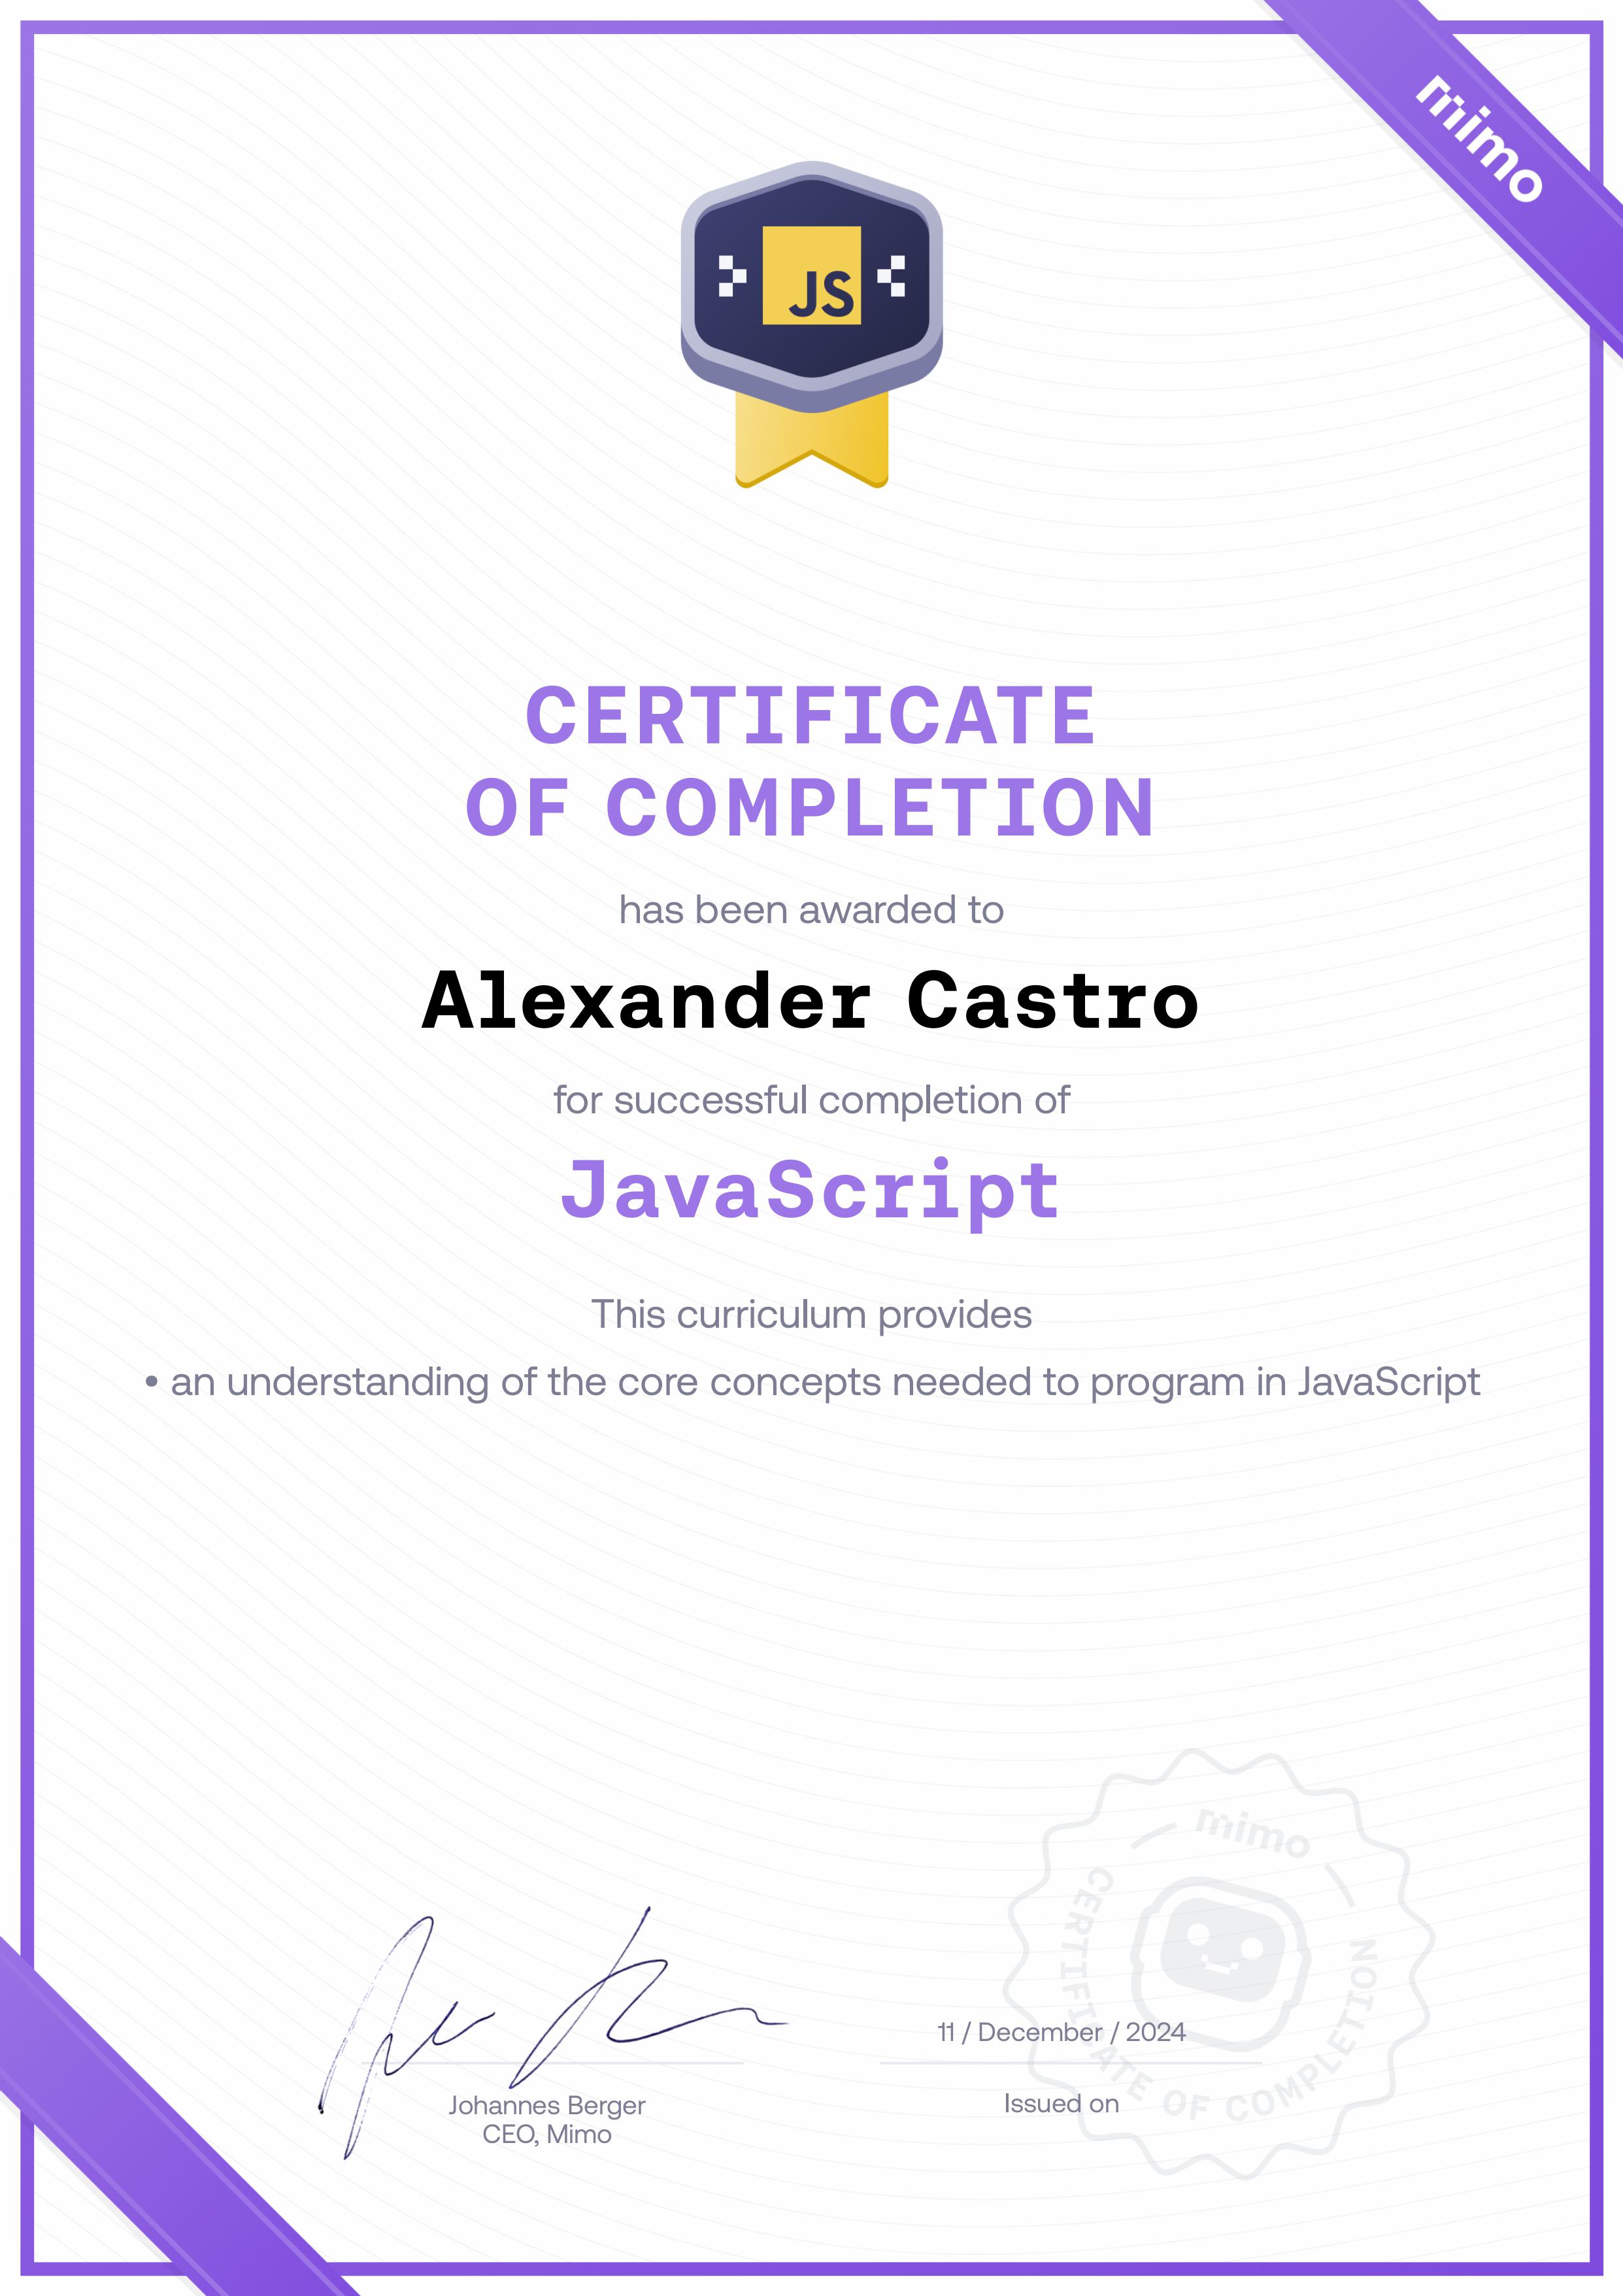 mimo
JS
CERTIFICATE
OF COMPLETION
has been awarded to
Alexander Castro
for successful completion of
JavaScript
This curriculum provides
• an understanding of the core concepts needed to program in JavaScript
mimo
CERTIFICATE OF COMPLETION
11 / December / 2024
Johannes Berger
CEO, Mimo
Issued on